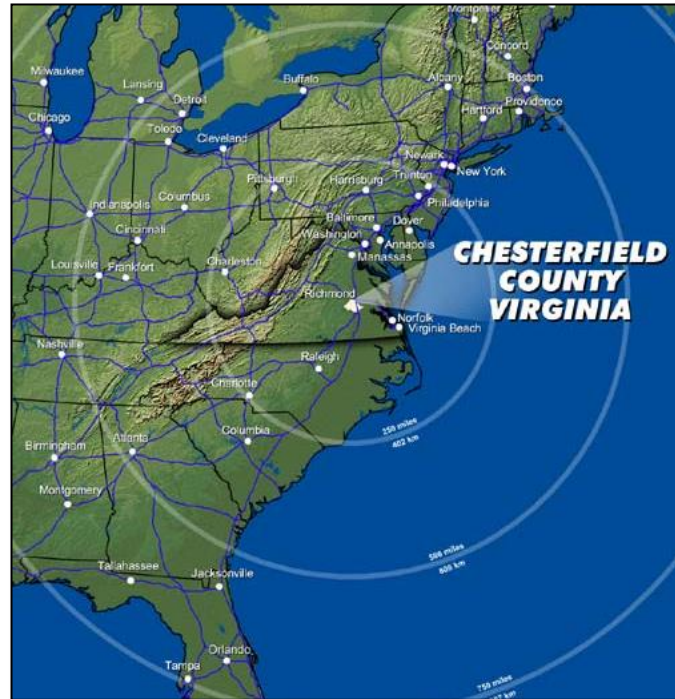 Montpelier
Concord
Milwaukee
Lansing
Buffalo
Albany
Boston
Detroit
Hartford
Providence
Chicago
Toledo
Cleveland
Newark
New York
Pittsburgh
Harrisburg
Trenton
Philadelphia
Indianapolis
Columbus
Baltimore
Dover
Cincinnati
Washington
Annapolis
Manassas
CHESTERFIELD
COUNTY
VIRGINIA
Louisville
Frankfort
Charleston
Richmond
Norfolk
Virginia Beach
Nashville
Raleigh
Charlotte
250 miles
402 km
Columbia
Birmingham
Atlanta
Montgomery
500 miles
805 km
Tallahassee
Jacksonville
Orlando
Tampa
750 miles